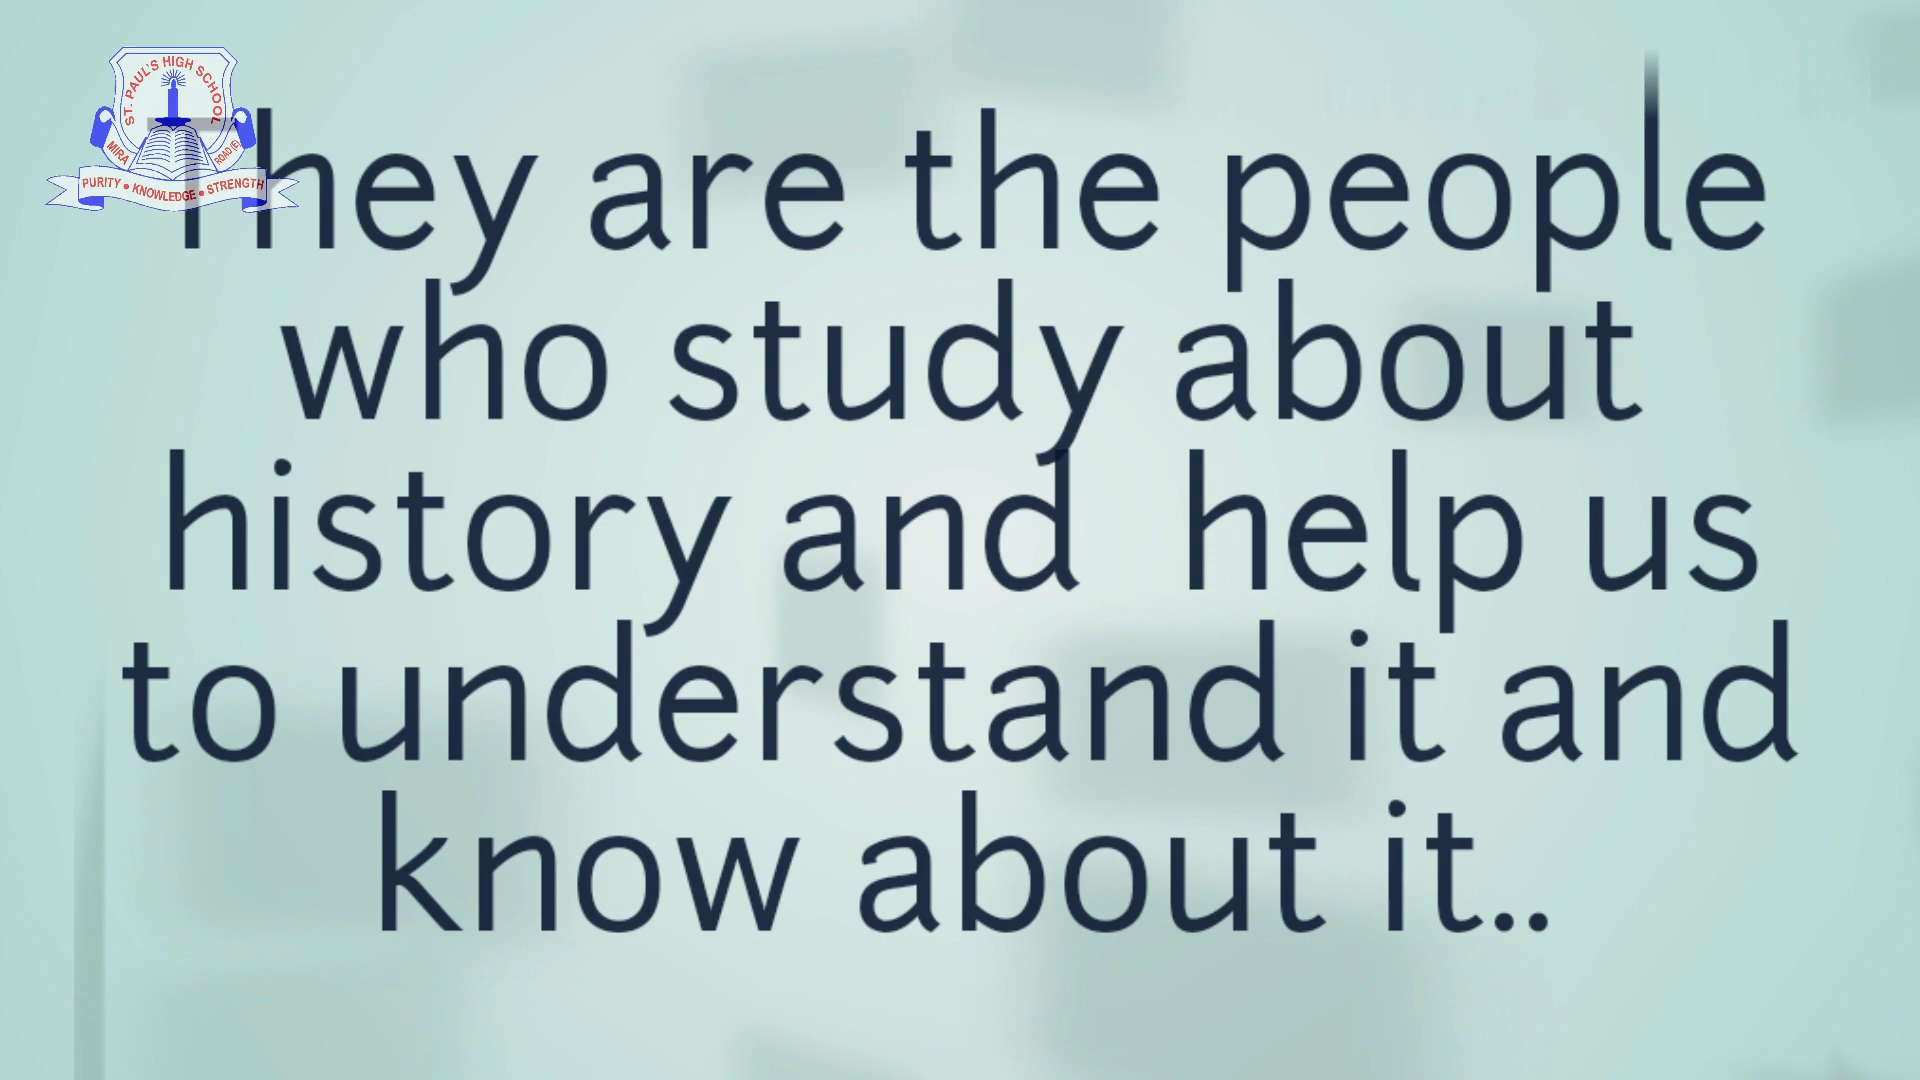 ST. PAUL'S HIGH SCHOOL
MIRA ROAD (E)
PURITY • KNOWLEDGE • STRENGTH
They are the people
who study about
history and  help us
to understand it and
know about it..